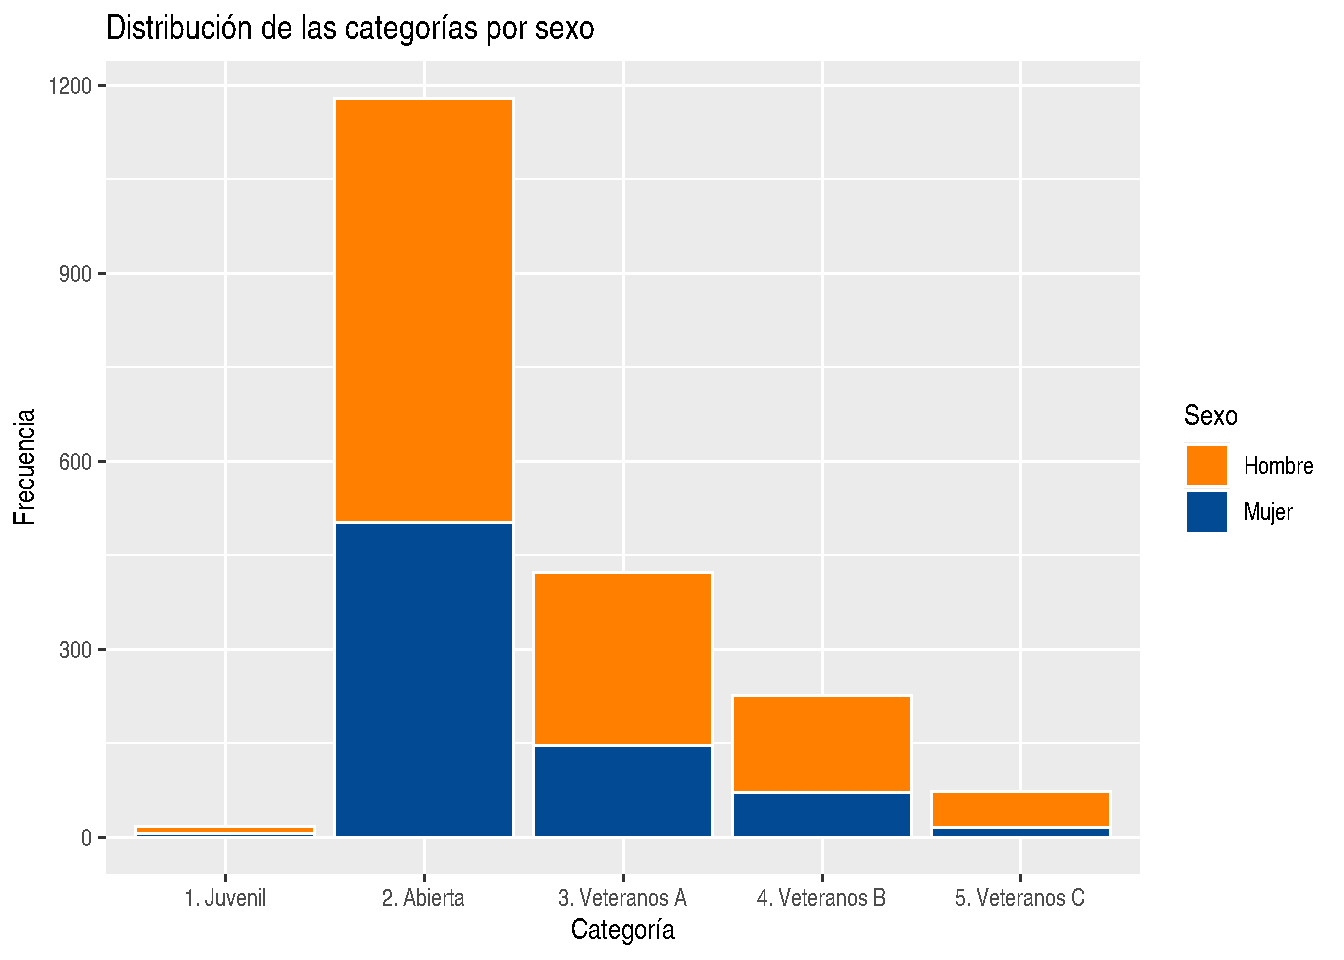 Distribución de las categorías por sexo
1200
900
600
300
0
Frecuencia
1. Juvenil
2. Abierta
3. Veteranos A
4. Veteranos B
5. Veteranos C
Categoría
Sexo
Hombre
Mujer